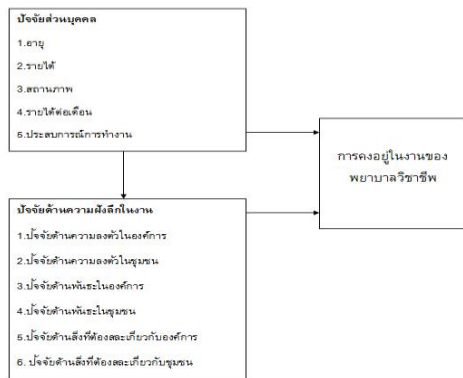 ปัจจัยส่วนบุคคล
1.อายุ
2.รายได้
3.สถานภาพ
4.รายได้ต่อเดือน
5.ประสบการณ์การทำงาน
การคงอยู่ในงานของ
พยาบาลวิชาชีพ
ปัจจัยด้านความฝังลึกในงาน
1.ปัจจัยด้านความลงตัวในองค์การ
2.ปัจจัยด้านความลงตัวในชุมชน
3.ปัจจัยด้านพันธะในองค์การ
4.ปัจจัยด้านพันธะในชุมชน
5.ปัจจัยด้านสิ่งที่ต้องสละเกี่ยวกับองค์การ
6. ปัจจัยด้านสิ่งที่ต้องสละเกี่ยวกับชุมชน